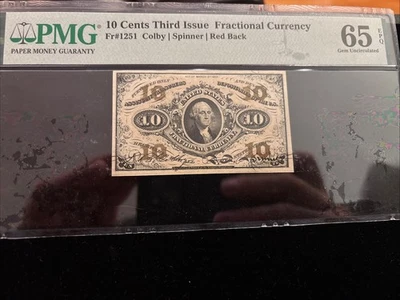 PMG
PAPER MONEY GUARANTY
10 Cents Third Issue Fractional Currency
Fr#1251 Colby | Spinner | Red Back
65 EPQ
Gem Uncirculated
10 10
UNITED STATES
10 10
FRACTIONAL CURRENCY
10 10